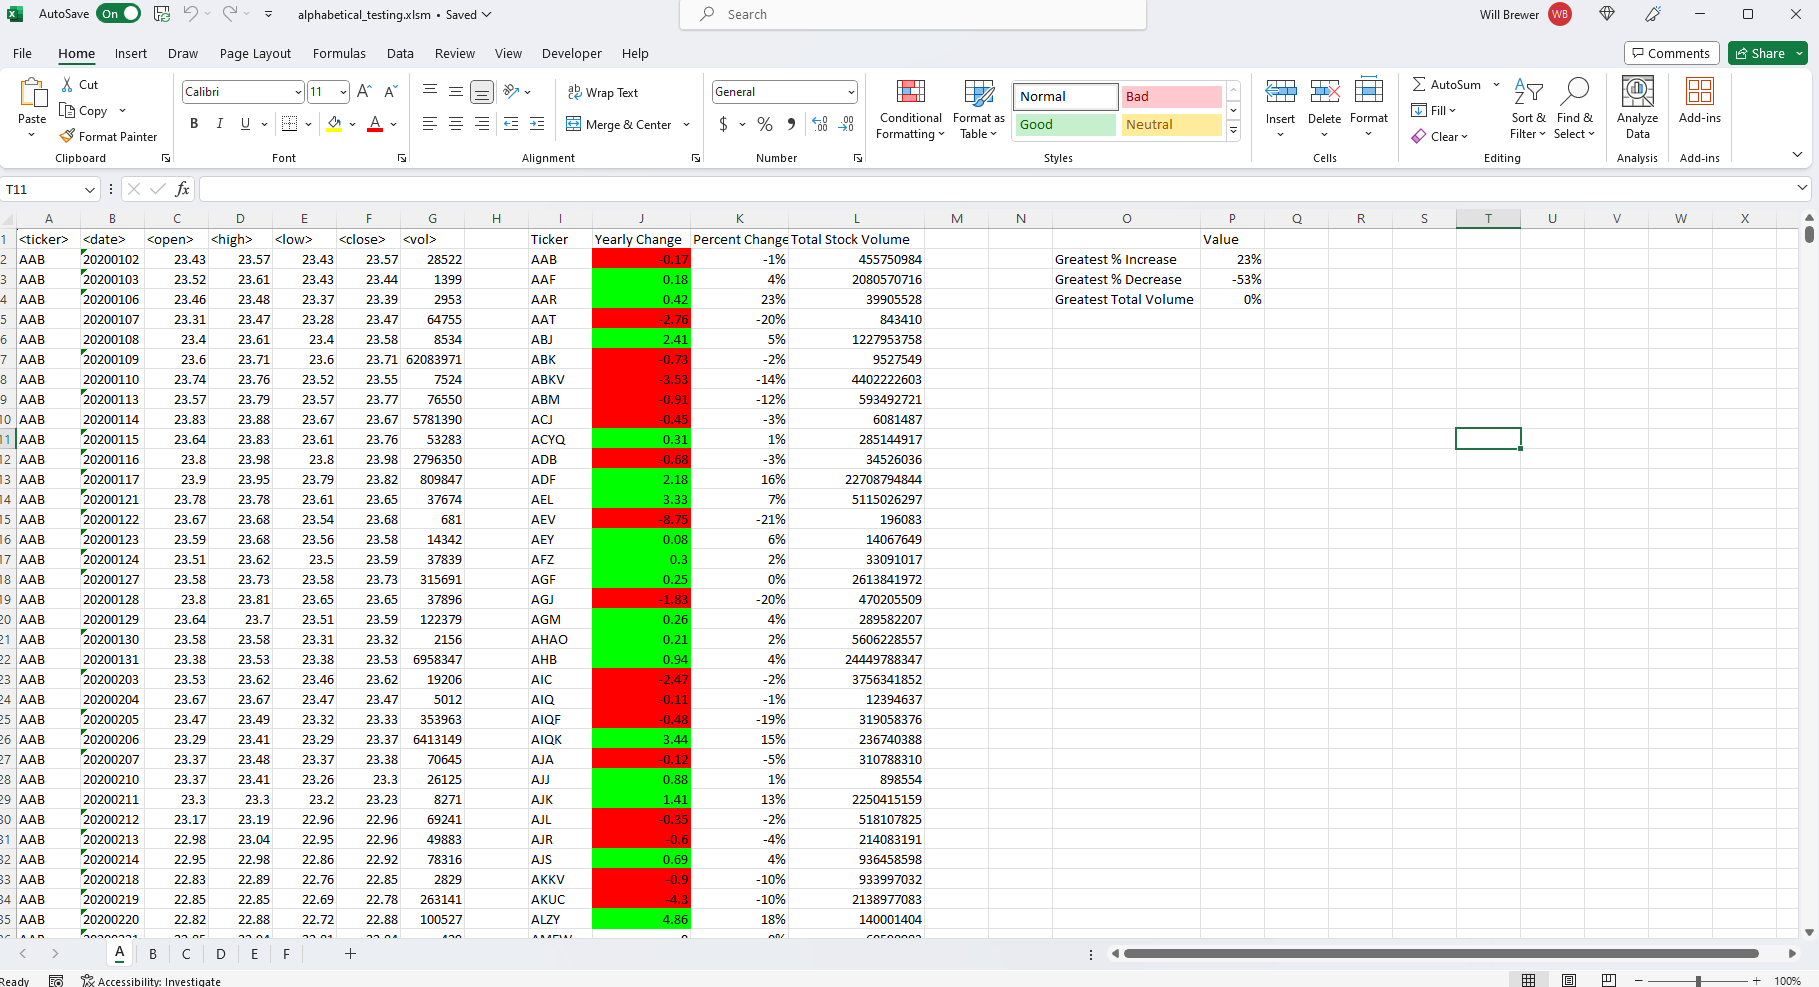 AutoSave On alphabetical_testing.xlsm • Saved Search Will Brewer WB
File Home Insert Draw Page Layout Formulas Data Review View Developer Help Comments Share
Paste Cut Copy Format Painter Clipboard
Calibri 11 A A B I U A Font
Wrap Text Merge & Center Alignment
General $ % Number
Conditional Formatting Format as Table Normal Bad Good Neutral Styles
Insert Delete Format Cells
AutoSum Fill Clear Sort & Filter Find & Select Editing
Analyze Data Analysis
Add-ins Add-ins
T11 fx
A B C D E F G H I J K L M N O P Q R S T U V W X
1 <ticker> <date> <open> <high> <low> <close> <vol> Ticker Yearly Change Percent Change Total Stock Volume Value
2 AAB 20200102 23.43 23.57 23.43 23.57 28522 AAB -0.17 -1% 455750984 Greatest % Increase 23%
3 AAB 20200103 23.52 23.61 23.43 23.44 1399 AAF 0.18 4% 2080570716 Greatest % Decrease -53%
4 AAB 20200106 23.46 23.48 23.37 23.39 2953 AAR 0.42 23% 39905528 Greatest Total Volume 0%
5 AAB 20200107 23.31 23.47 23.28 23.47 64755 AAT -2.76 -20% 843410
6 AAB 20200108 23.4 23.61 23.4 23.58 8534 ABJ 2.41 5% 1227953758
7 AAB 20200109 23.6 23.71 23.6 23.71 62083971 ABK -0.73 -2% 9527549
8 AAB 20200110 23.74 23.76 23.52 23.55 7524 ABKV -3.53 -14% 4402222603
9 AAB 20200113 23.57 23.79 23.57 23.77 76550 ABM -0.91 -12% 593492721
10 AAB 20200114 23.83 23.88 23.67 23.67 5781390 ACJ -0.45 -3% 6081487
11 AAB 20200115 23.64 23.83 23.61 23.76 53283 ACYQ 0.31 1% 285144917
12 AAB 20200116 23.8 23.98 23.8 23.98 2796350 ADB -0.68 -3% 34526036
13 AAB 20200117 23.9 23.95 23.79 23.82 809847 ADF 2.18 16% 22708794844
14 AAB 20200121 23.78 23.78 23.61 23.65 37674 AEL 3.33 7% 5115026297
15 AAB 20200122 23.67 23.68 23.54 23.68 681 AEV -8.75 -21% 196083
16 AAB 20200123 23.59 23.68 23.56 23.58 14342 AEY 0.08 6% 14067649
17 AAB 20200124 23.51 23.62 23.5 23.59 37839 AFZ 0.3 2% 33091017
18 AAB 20200127 23.58 23.73 23.58 23.73 315691 AGF 0.25 0% 2613841972
19 AAB 20200128 23.8 23.81 23.65 23.65 37896 AGJ -1.83 -20% 470205509
20 AAB 20200129 23.64 23.7 23.51 23.59 122379 AGM 0.26 4% 289582207
21 AAB 20200130 23.58 23.58 23.31 23.32 2156 AHAO 0.21 2% 5606228557
22 AAB 20200131 23.38 23.53 23.38 23.53 6958347 AHB 0.94 4% 24449788347
23 AAB 20200203 23.53 23.62 23.46 23.62 19206 AIC -2.47 -2% 3756341852
24 AAB 20200204 23.67 23.67 23.47 23.47 5012 AIQ -0.11 -1% 12394637
25 AAB 20200205 23.47 23.49 23.32 23.33 353963 AIQF -0.48 -19% 319058376
26 AAB 20200206 23.29 23.41 23.29 23.37 6413149 AIQK 3.44 15% 236740388
27 AAB 20200207 23.37 23.48 23.37 23.38 70645 AJA -0.12 -5% 310788310
28 AAB 20200210 23.37 23.41 23.26 23.3 26125 AJJ 0.88 1% 898554
29 AAB 20200211 23.3 23.3 23.2 23.23 8271 AJK 1.41 13% 2250415159
30 AAB 20200212 23.17 23.19 22.96 22.96 69241 AJL -0.35 -2% 518107825
31 AAB 20200213 22.98 23.04 22.95 22.96 49883 AJR -0.6 -4% 214083191
32 AAB 20200214 22.95 22.98 22.86 22.92 78316 AJS 0.69 4% 936458598
33 AAB 20200218 22.83 22.89 22.76 22.85 2829 AKKV -0.9 -10% 933997032
34 AAB 20200219 22.85 22.85 22.69 22.78 263141 AKUC -4.3 -10% 2138977083
35 AAB 20200220 22.82 22.88 22.72 22.88 100527 ALZY 4.86 18% 140001404
A B C D E F
Ready Accessibility: Investigate 100%